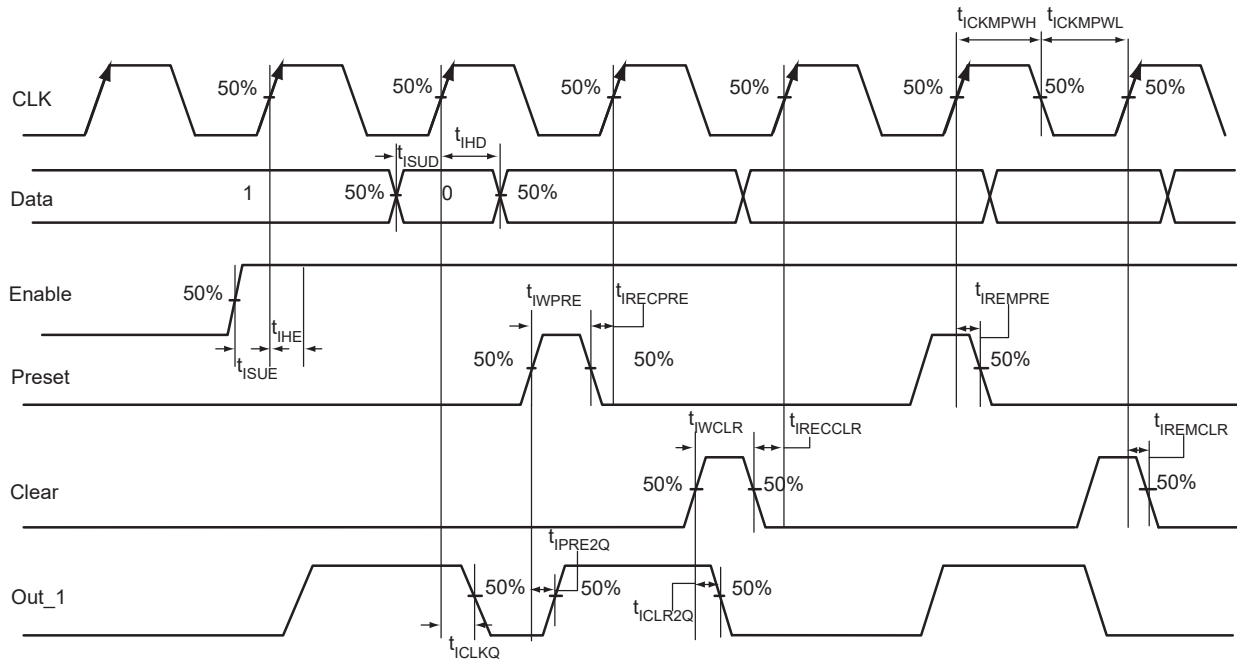 tICKMPWH tICKMPWL
CLK
50% 50% 50% 50% 50% 50% 50%
50%
tISUD tIHD
Data
1 50% 0 50%
Enable
50%
tISUE tIHE
tIWPRE tIRECPRE tIREMPRE
Preset
50% 50% 50%
tIWCLR tIRECCLR tIREMCLR
Clear
50% 50% 50%
tIPRE2Q
Out_1
50% 50% 50%
tICLR2Q
tICLKQ